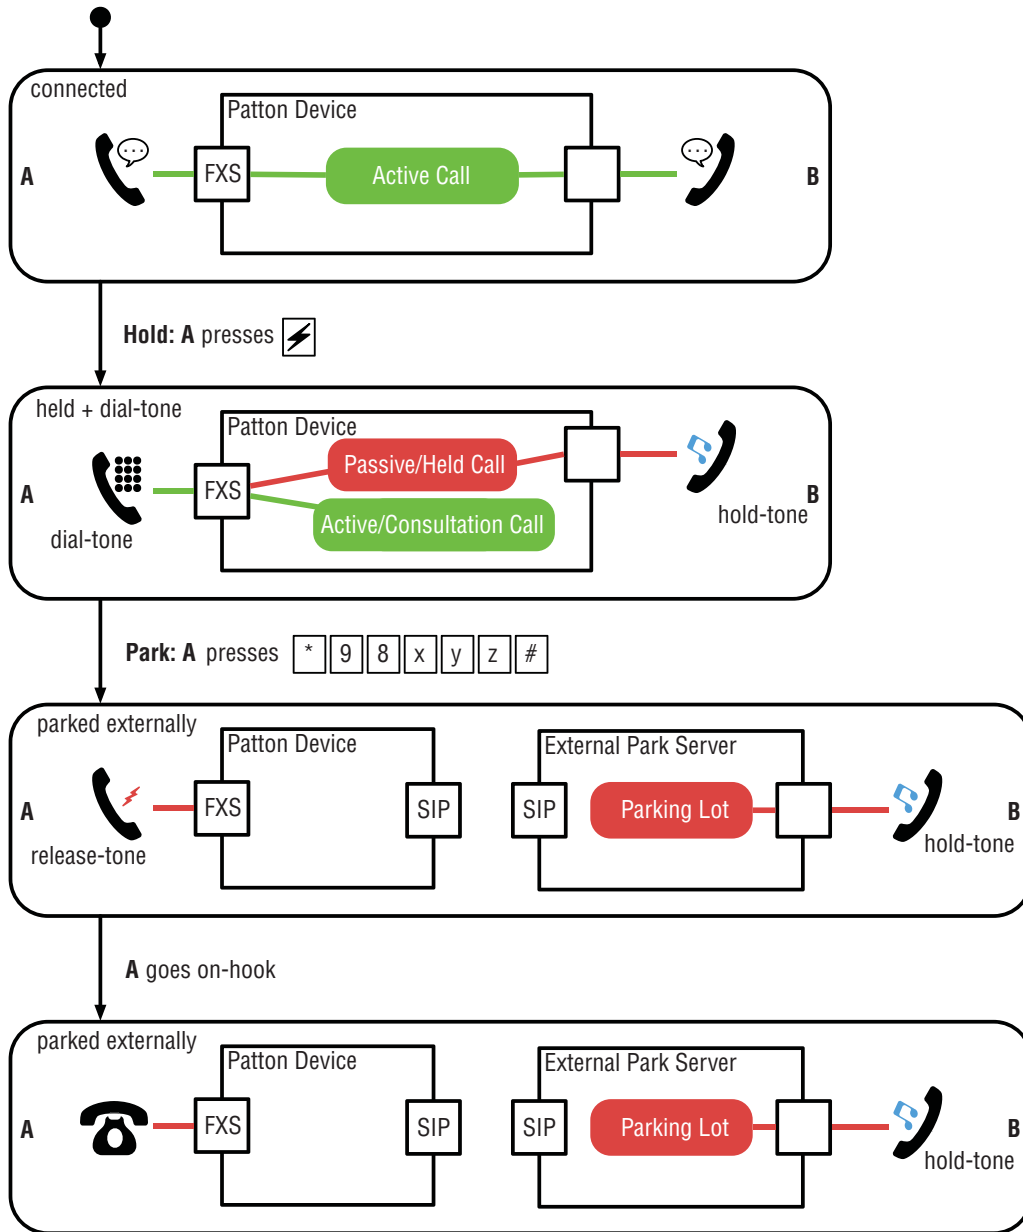 connected
Patton Device
A
FXS
Active Call
B
Hold: A presses
held + dial-tone
Patton Device
Passive/Held Call
A
FXS
B
Active/Consultation Call
hold-tone
dial-tone
Park: A presses * 9 8 x y z #
parked externally
Patton Device
External Park Server
A
FXS
SIP
SIP
Parking Lot
B
release-tone
hold-tone
A goes on-hook
parked externally
Patton Device
External Park Server
A
FXS
SIP
SIP
Parking Lot
B
hold-tone